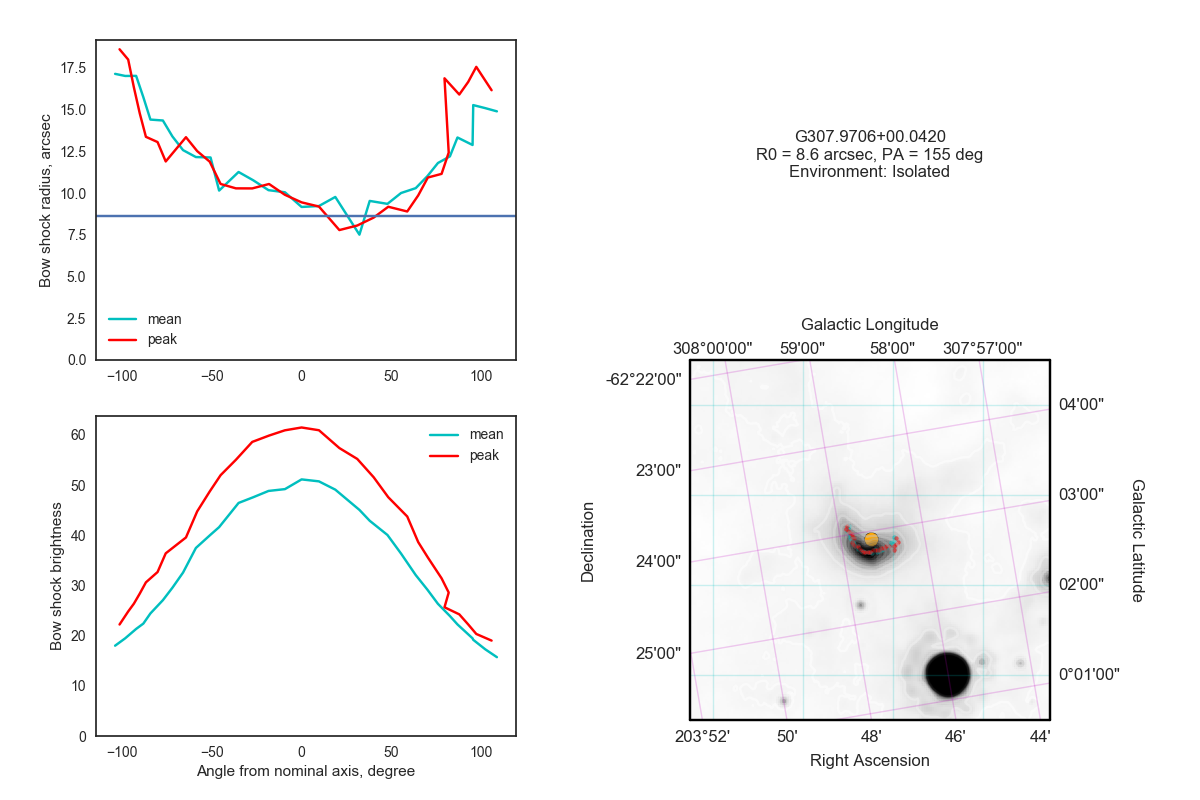 17.5
15.0
12.5
10.0
7.5
5.0
2.5
0.0
Bow shock radius, arcsec
mean
peak
−100
−50
0
50
100
60
50
40
30
20
10
0
Bow shock brightness
mean
peak
−100
−50
0
50
100
Angle from nominal axis, degree
G307.9706+00.0420
R0 = 8.6 arcsec, PA = 155 deg
Environment: Isolated
Galactic Longitude
308°00'00" 59'00" 58'00" 307°57'00"
-62°22'00"
23'00"
24'00"
25'00"
Declination
04'00"
03'00"
02'00"
0°01'00"
Galactic Latitude
203°52' 50' 48' 46' 44'
Right Ascension